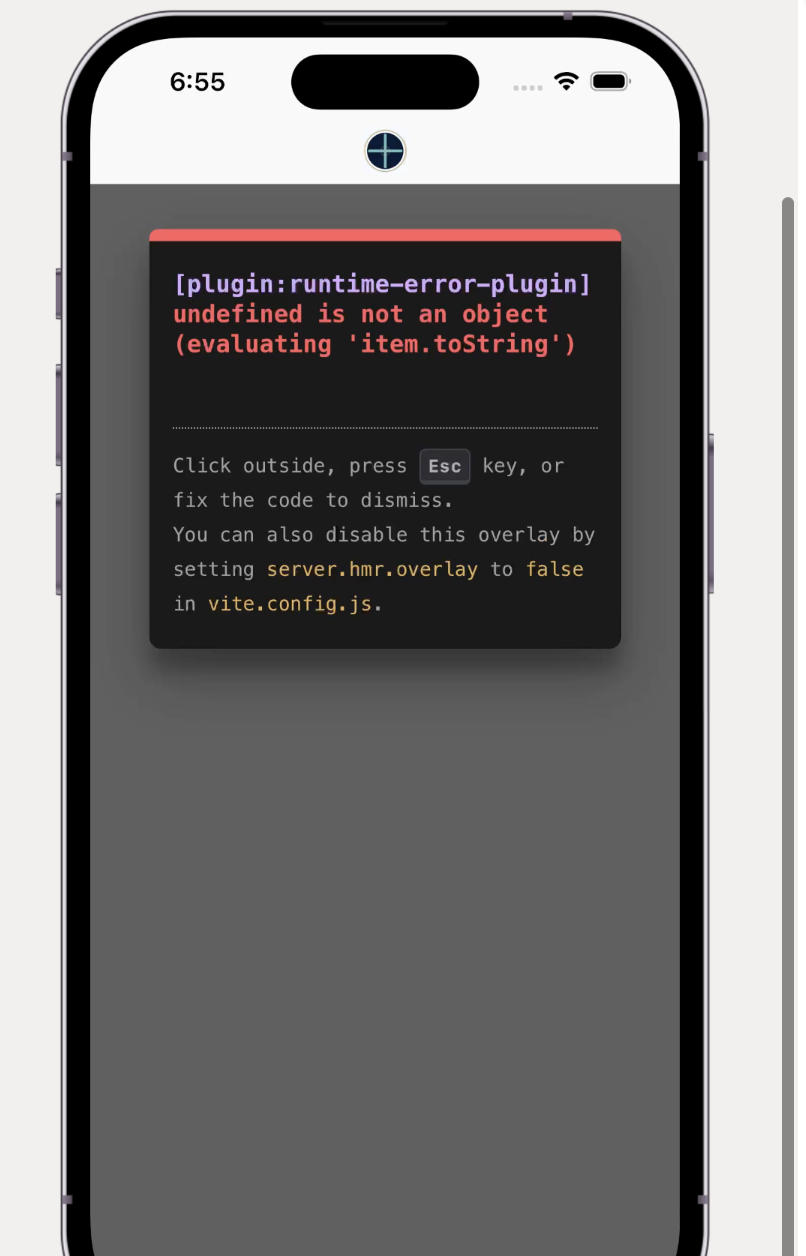 6:55
[plugin:runtime-error-plugin]
undefined is not an object
(evaluating 'item.toString')
Click outside, press Esc key, or
fix the code to dismiss.
You can also disable this overlay by
setting server.hmr.overlay to false
in vite.config.js.